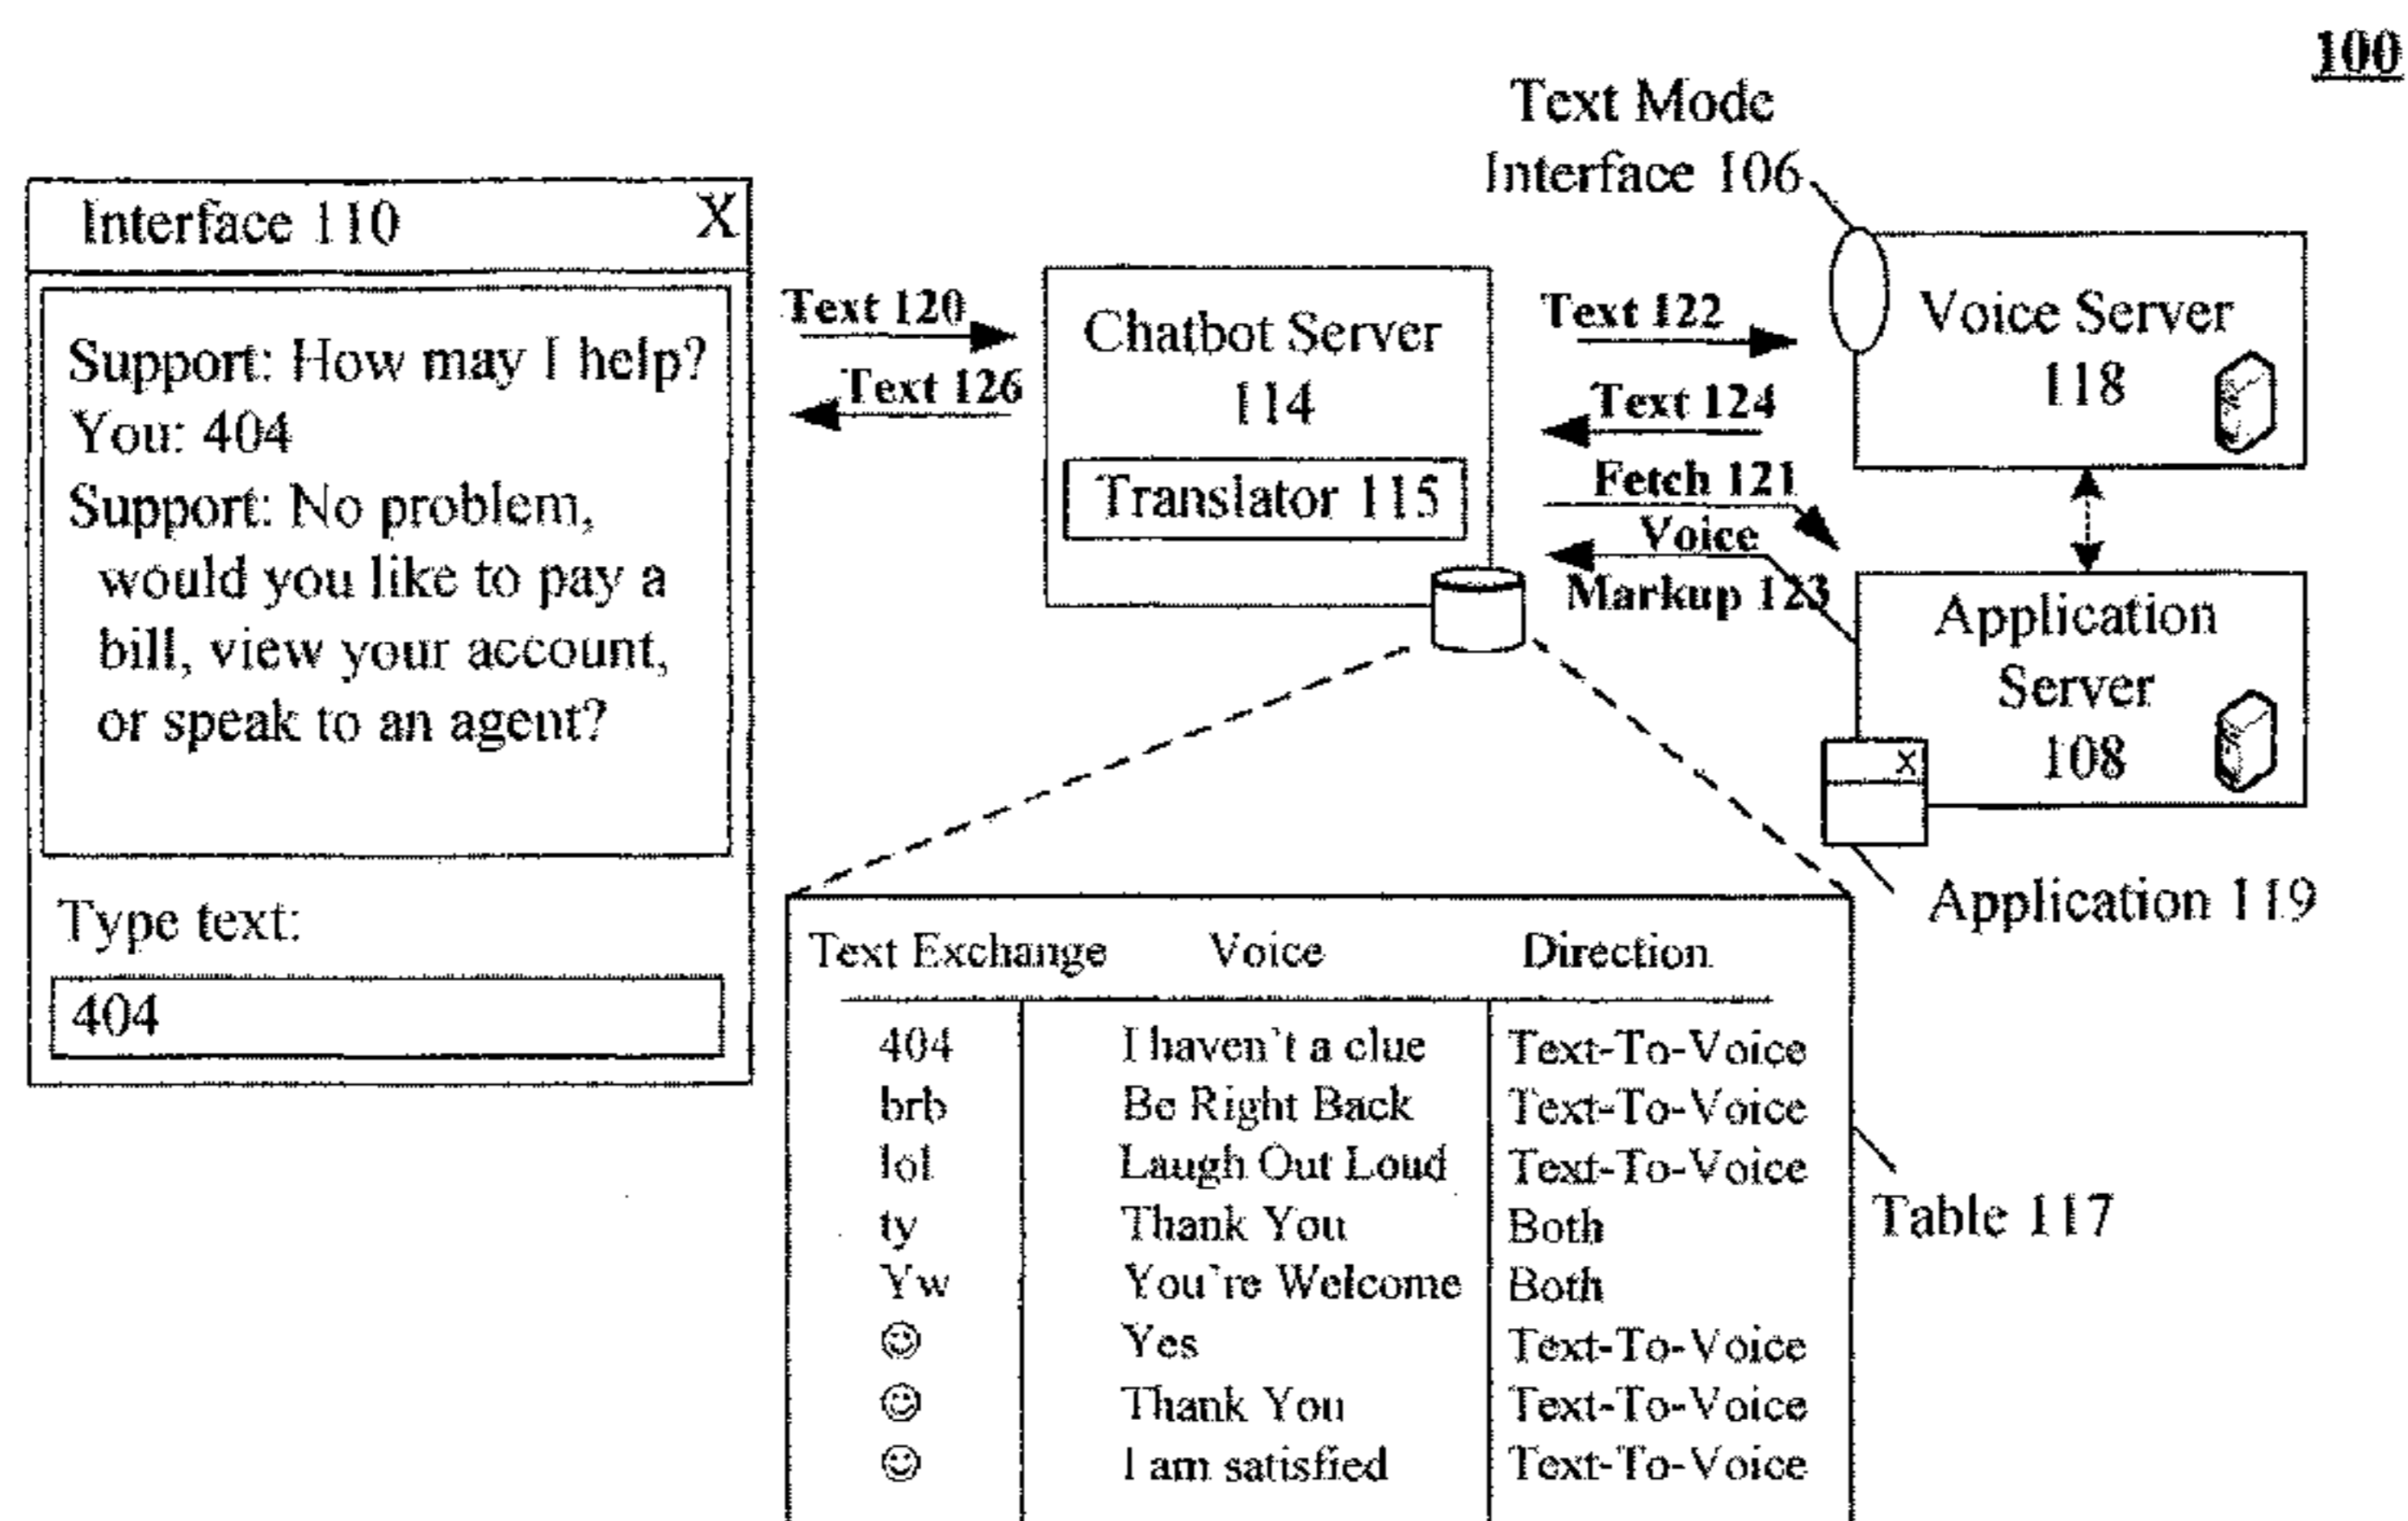 100
Text Mode
Interface 106
Interface 110 X
Support: How may I help?
You: 404
Support: No problem,
would you like to pay a
bill, view your account,
or speak to an agent?
Type text:
404
Text 120
Text 126
Chatbot Server
114
Translator 115
Text 122
Text 124
Fetch 121
Voice
Markup 123
Voice Server
118
Application
Server
108
X
Application 119
Text Exchange Voice Direction
404 I haven't a clue Text-To-Voice
brb Be Right Back Text-To-Voice
lol Laugh Out Loud Text-To-Voice
ty Thank You Both
Yw You're Welcome Both
☺ Yes Text-To-Voice
☺ Thank You Text-To-Voice
☺ I am satisfied Text-To-Voice
Table 117